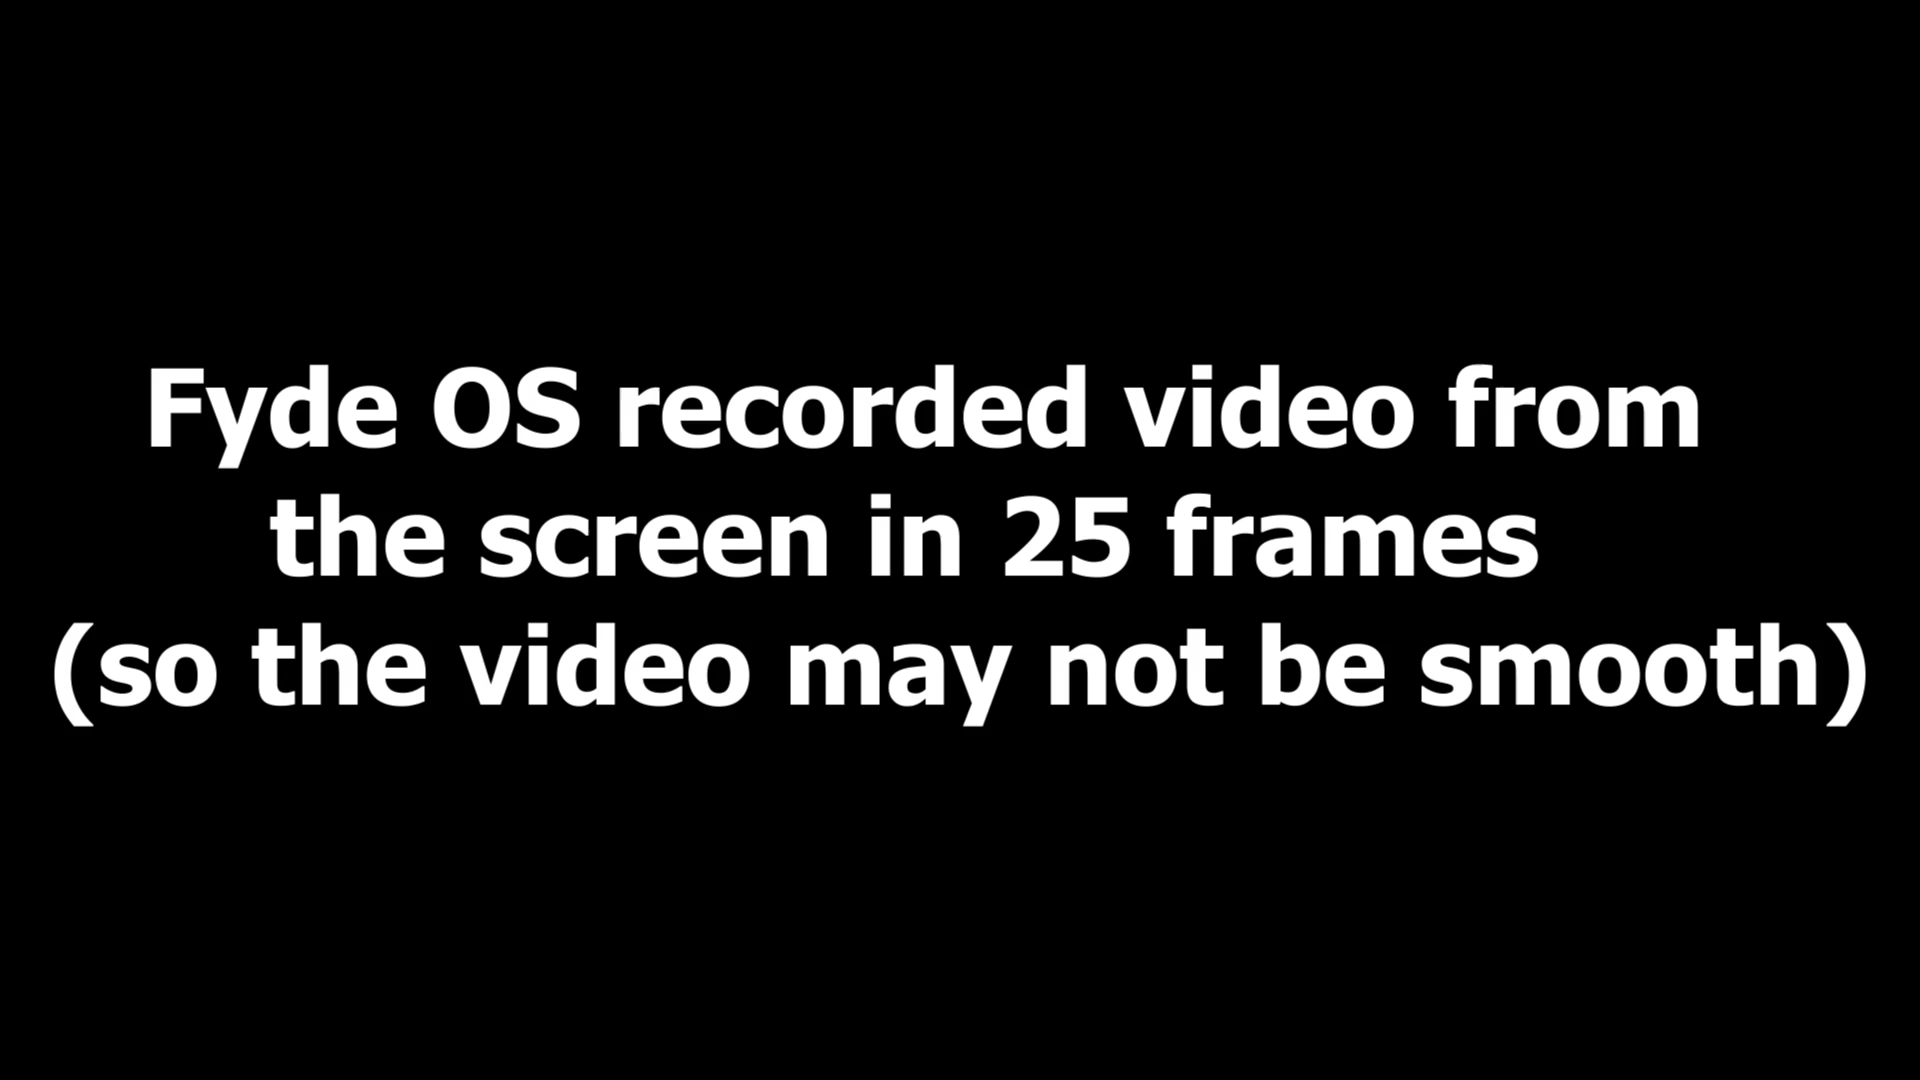 Fyde OS recorded video from
the screen in 25 frames
(so the video may not be smooth)